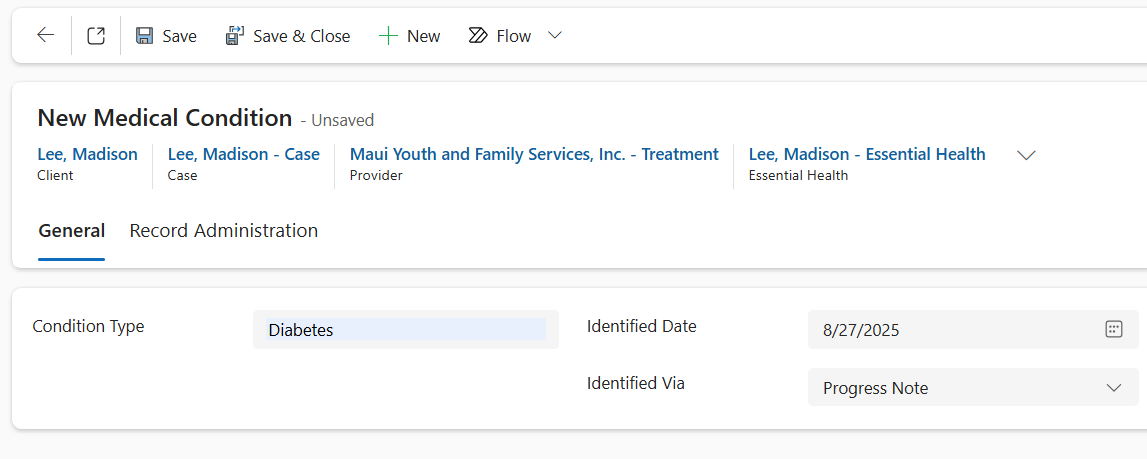 Save Save & Close New Flow
New Medical Condition - Unsaved
Lee, Madison Lee, Madison - Case Maui Youth and Family Services, Inc. - Treatment Lee, Madison - Essential Health
Client Case Provider Essential Health
General Record Administration
Condition Type Diabetes Identified Date 8/27/2025
Identified Via Progress Note